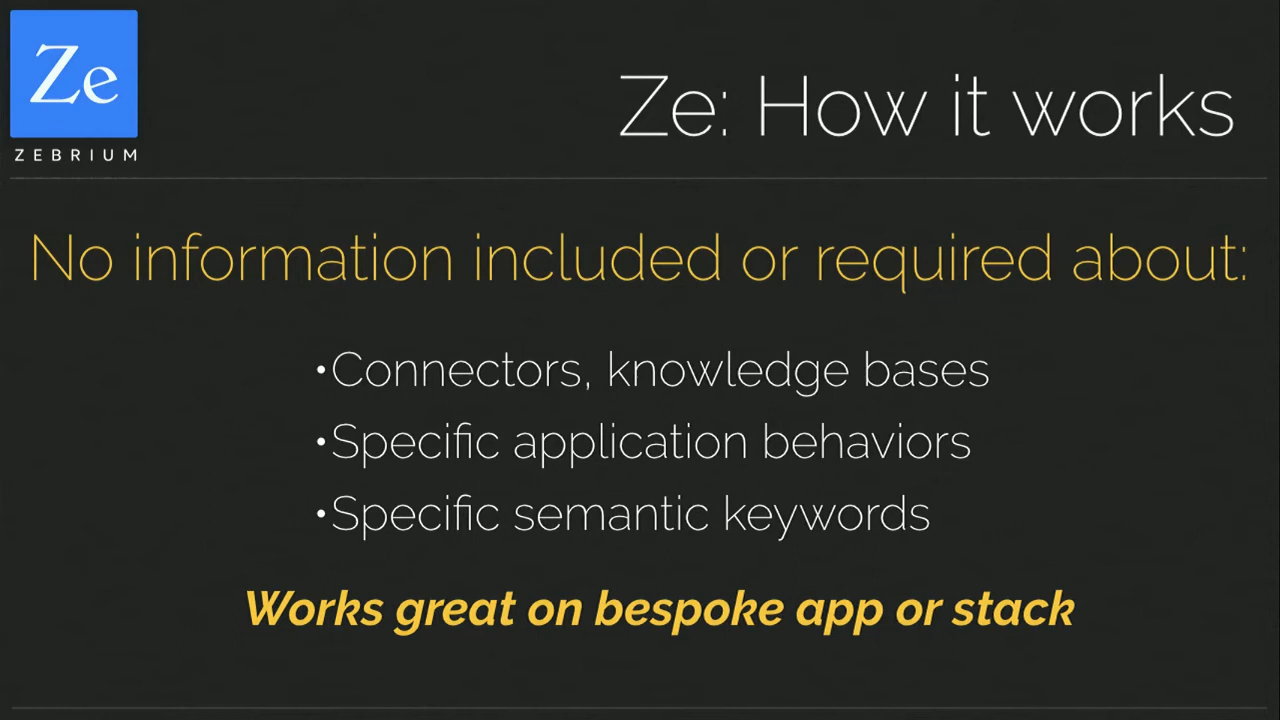 Ze
ZEBRIUM
Ze: How it works
No information included or required about:
•Connectors, knowledge bases
•Specific application behaviors
•Specific semantic keywords
Works great on bespoke app or stack